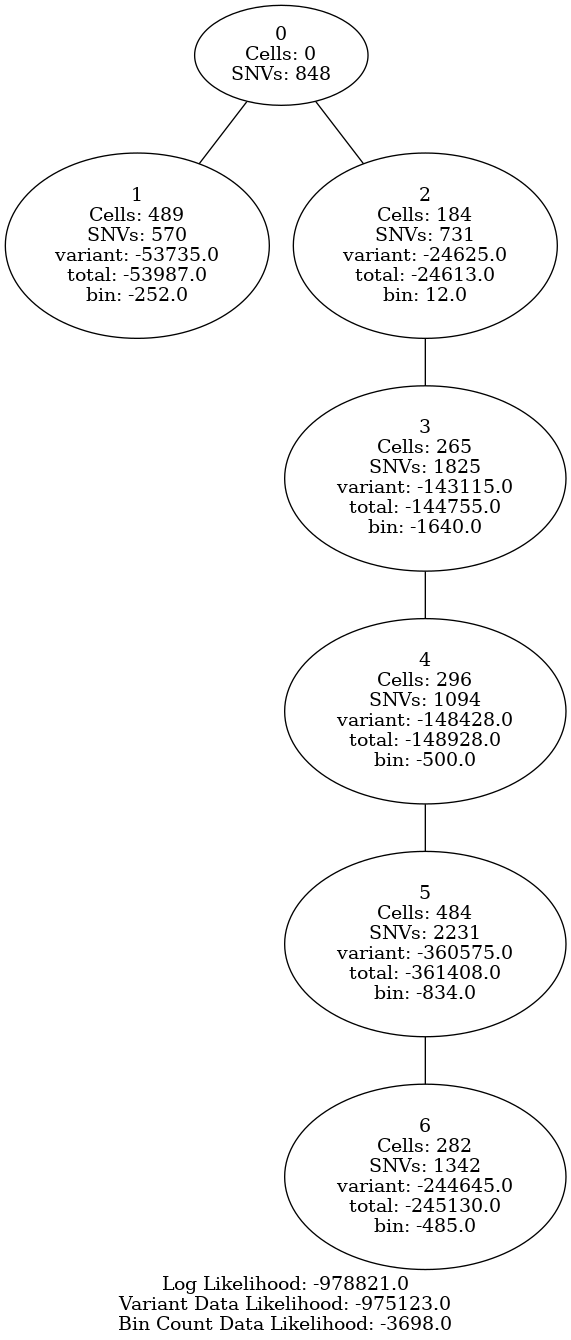 0
Cells: 0
SNVs: 848
1
Cells: 489
SNVs: 570
variant: -53735.0
total: -53987.0
bin: -252.0
2
Cells: 184
SNVs: 731
variant: -24625.0
total: -24613.0
bin: 12.0
3
Cells: 265
SNVs: 1825
variant: -143115.0
total: -144755.0
bin: -1640.0
4
Cells: 296
SNVs: 1094
variant: -148428.0
total: -148928.0
bin: -500.0
5
Cells: 484
SNVs: 2231
variant: -360575.0
total: -361408.0
bin: -834.0
6
Cells: 282
SNVs: 1342
variant: -244645.0
total: -245130.0
bin: -485.0
Log Likelihood: -978821.0
Variant Data Likelihood: -975123.0
Bin Count Data Likelihood: -3698.0